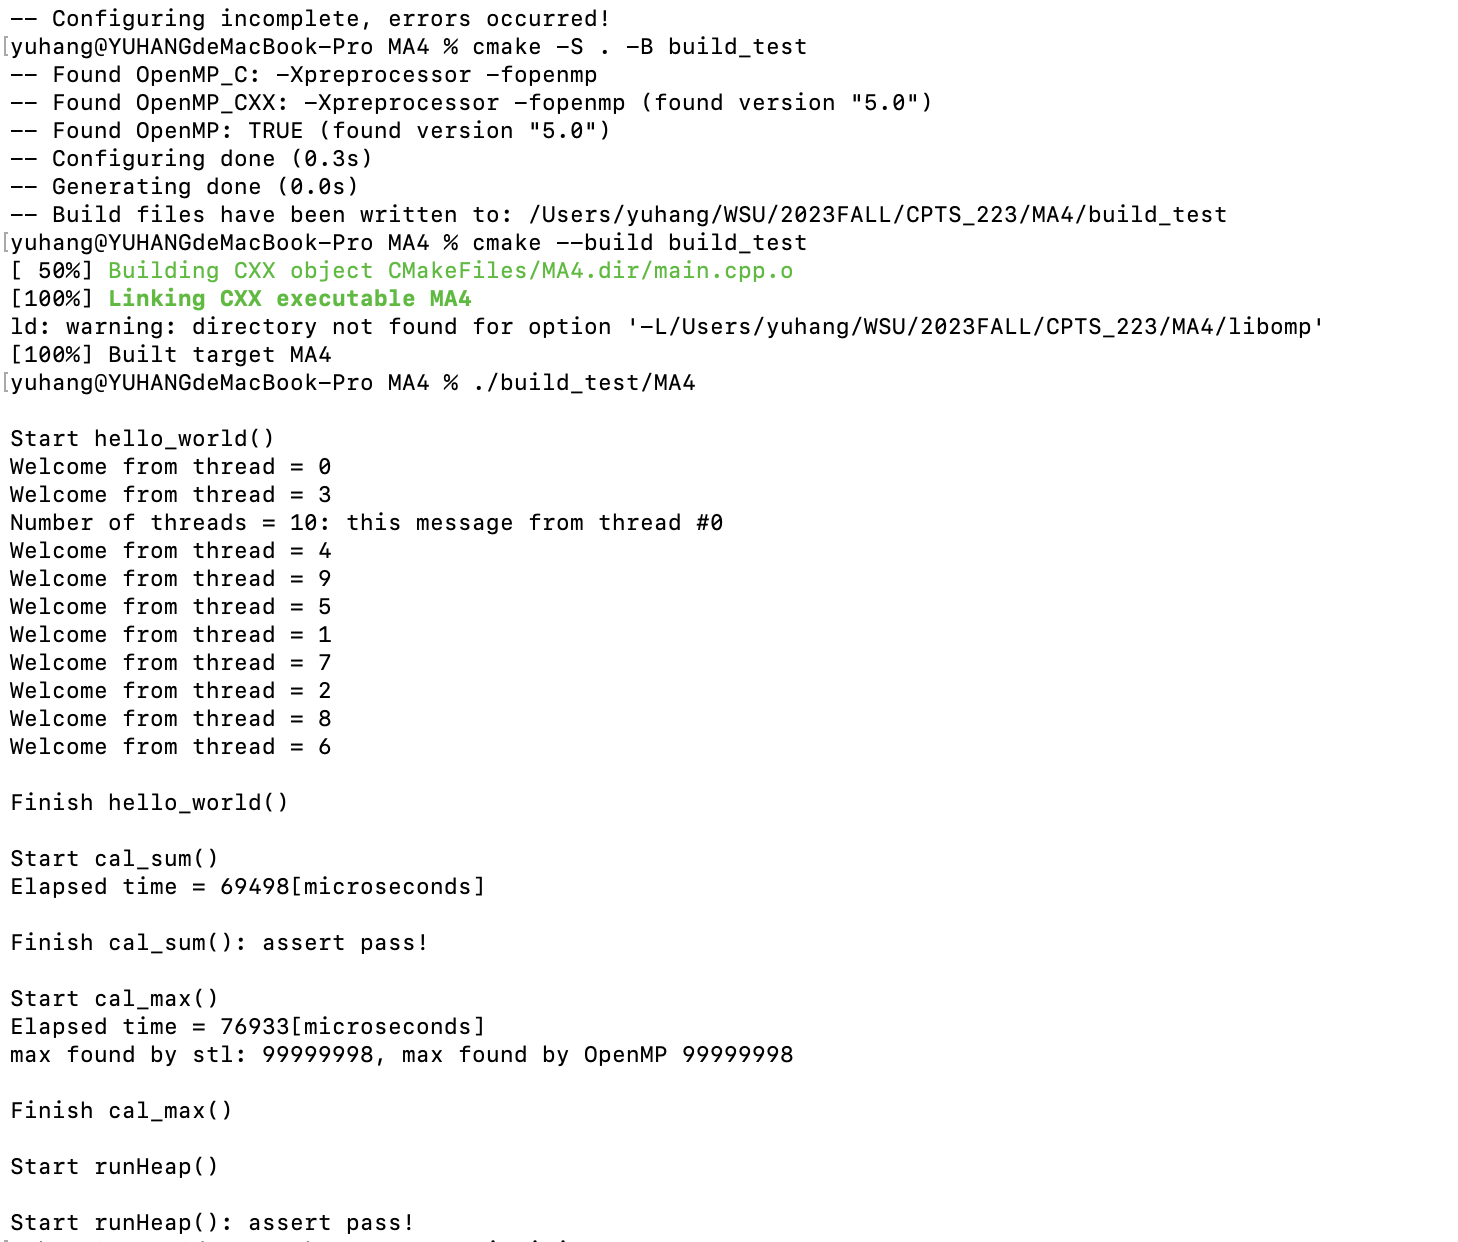 -- Configuring incomplete, errors occurred!
[yuhang@YUHANGdeMacBook-Pro MA4 % cmake -S . -B build_test
-- Found OpenMP_C: -Xpreprocessor -fopenmp
-- Found OpenMP_CXX: -Xpreprocessor -fopenmp (found version "5.0")
-- Found OpenMP: TRUE (found version "5.0")
-- Configuring done (0.3s)
-- Generating done (0.0s)
-- Build files have been written to: /Users/yuhang/WSU/2023FALL/CPTS_223/MA4/build_test
[yuhang@YUHANGdeMacBook-Pro MA4 % cmake --build build_test
[ 50%] Building CXX object CMakeFiles/MA4.dir/main.cpp.o
[100%] Linking CXX executable MA4
ld: warning: directory not found for option '-L/Users/yuhang/WSU/2023FALL/CPTS_223/MA4/libomp'
[100%] Built target MA4
[yuhang@YUHANGdeMacBook-Pro MA4 % ./build_test/MA4
Start hello_world()
Welcome from thread = 0
Welcome from thread = 3
Number of threads = 10: this message from thread #0
Welcome from thread = 4
Welcome from thread = 9
Welcome from thread = 5
Welcome from thread = 1
Welcome from thread = 7
Welcome from thread = 2
Welcome from thread = 8
Welcome from thread = 6
Finish hello_world()
Start cal_sum()
Elapsed time = 69498[microseconds]
Finish cal_sum(): assert pass!
Start cal_max()
Elapsed time = 76933[microseconds]
max found by stl: 99999998, max found by OpenMP 99999998
Finish cal_max()
Start runHeap()
Start runHeap(): assert pass!